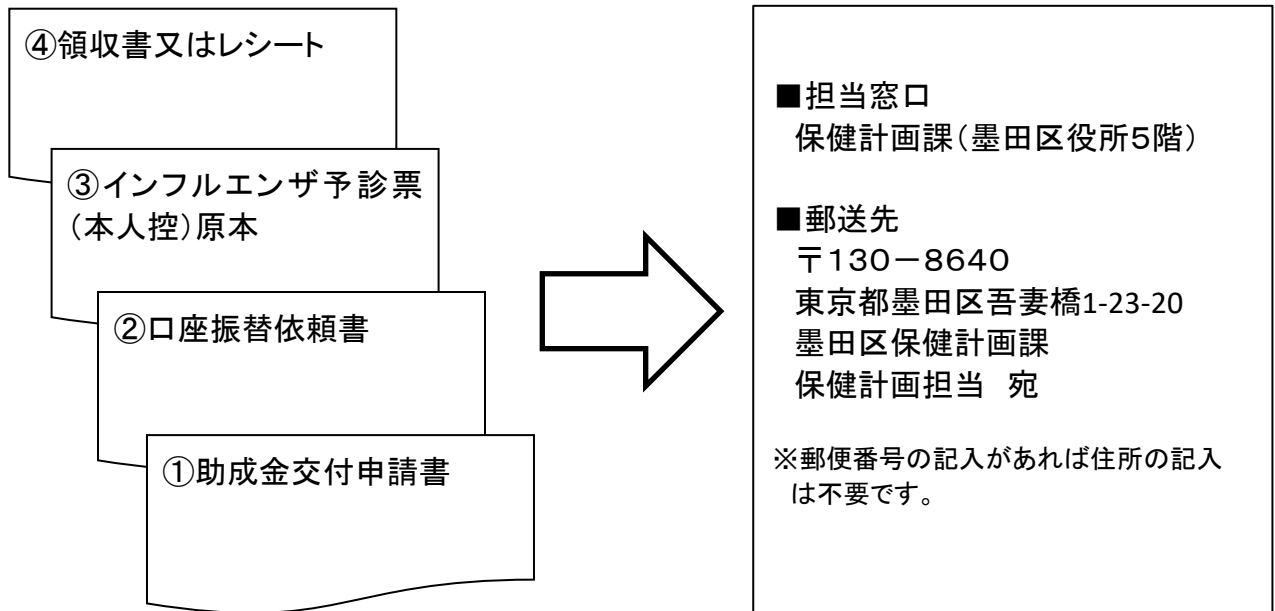 ④領収書又はレシート
③インフルエンザ予診票
(本人控)原本
②口座振替依頼書
①助成金交付申請書
■担当窓口
保健計画課(墨田区役所5階)
■郵送先
〒130-8640
東京都墨田区吾妻橋1-23-20
墨田区保健計画課
保健計画担当 宛
※郵便番号の記入があれば住所の記入
は不要です。